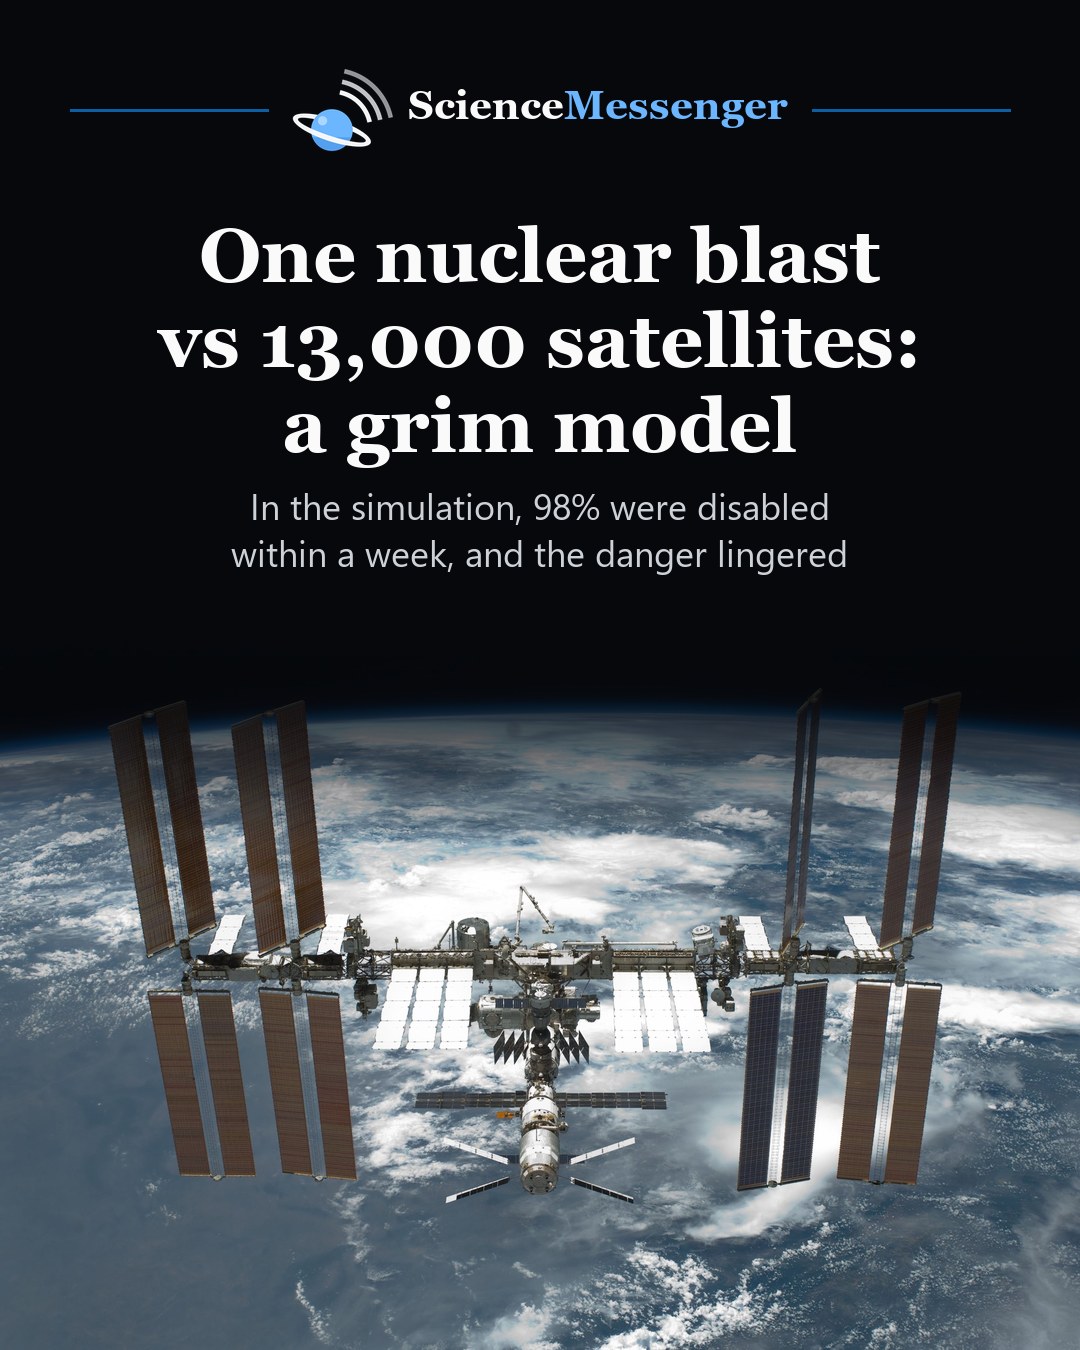 ScienceMessenger
One nuclear blast
vs 13,000 satellites:
a grim model
In the simulation, 98% were disabled
within a week, and the danger lingered